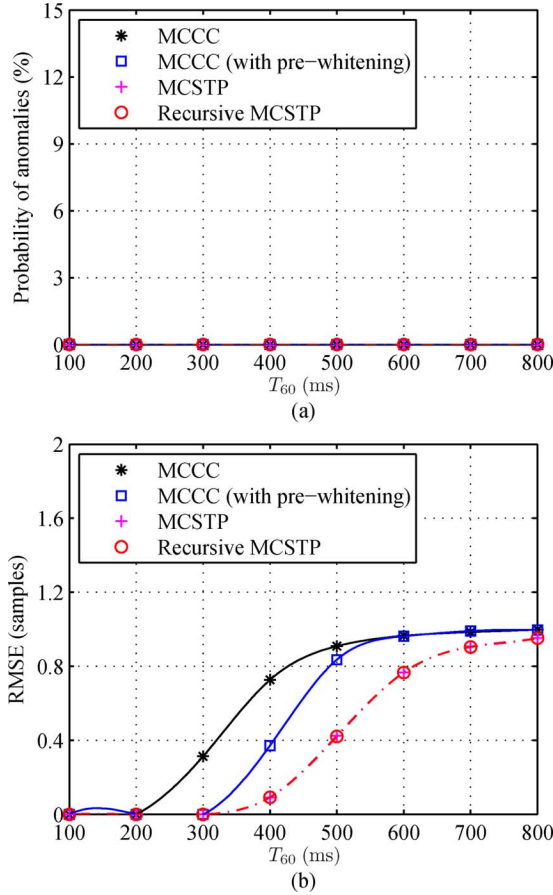 15
12
9
6
3
0
Probability of anomalies (%)
MCCC
MCCC (with pre−whitening)
MCSTP
Recursive MCSTP
100 200 300 400 500 600 700 800
T60 (ms)
(a)
2
1.6
1.2
0.8
0.4
0
RMSE (samples)
MCCC
MCCC (with pre−whitening)
MCSTP
Recursive MCSTP
100 200 300 400 500 600 700 800
T60 (ms)
(b)